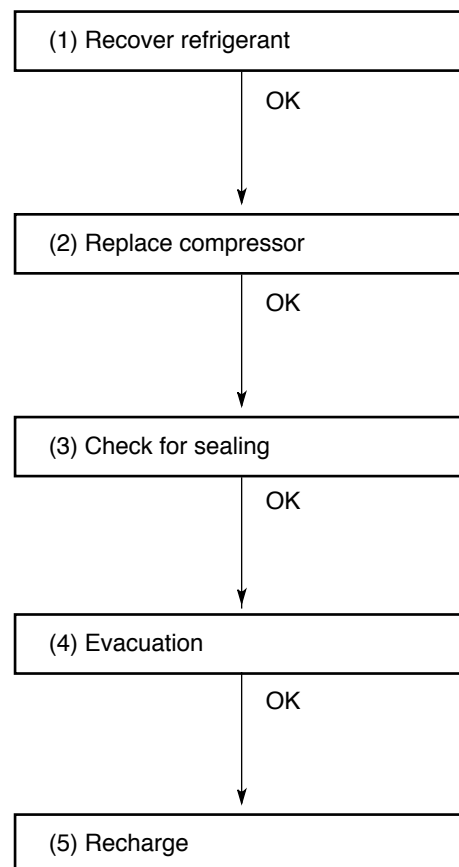 (1) Recover refrigerant
OK
(2) Replace compressor
OK
(3) Check for sealing
OK
(4) Evacuation
OK
(5) Recharge